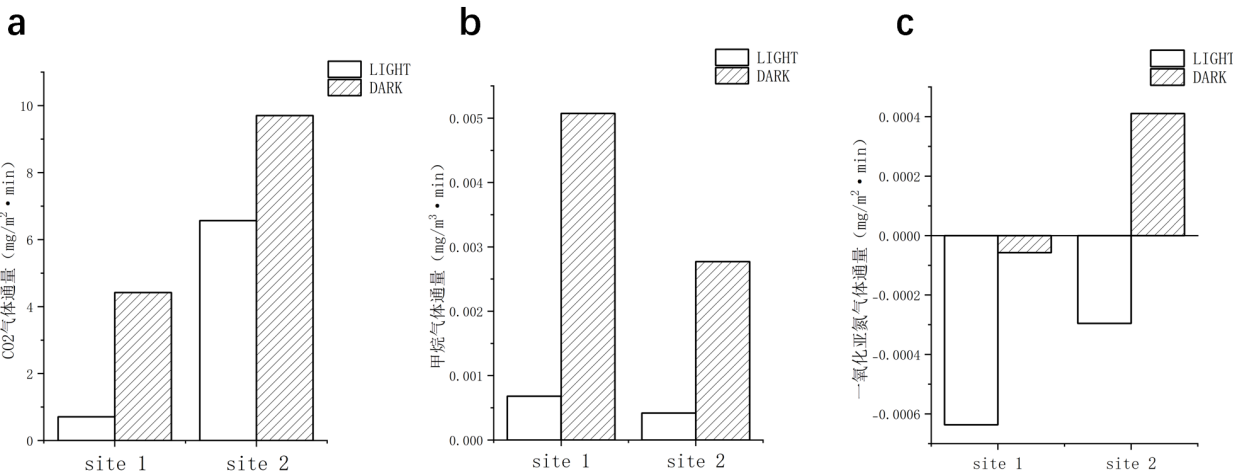 a
LIGHT
DARK
CO2气体通量（mg/m²•min）
10
8
6
4
2
0
site 1
site 2
b
LIGHT
DARK
甲烷气体通量（mg/m³•min）
0.005
0.004
0.003
0.002
0.001
0.000
site 1
site 2
c
LIGHT
DARK
一氧化亚氮气体通量（mg/m²•min）
0.0004
0.0002
0.0000
-0.0002
-0.0004
-0.0006
site 1
site 2